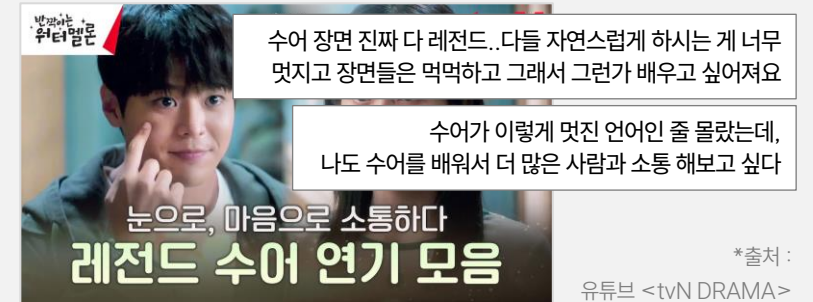 반짝이는
워터멜론
수어 장면 진짜 다 레전드..다들 자연스럽게 하시는 게 너무
멋지고 장면들은 먹먹하고 그래서 그런가 배우고 싶어져요
수어가 이렇게 멋진 언어인 줄 몰랐는데,
나도 수어를 배워서 더 많은 사람과 소통 해보고 싶다
눈으로, 마음으로 소통하다
레전드 수어 연기 모음
*출처 :
유튜브 <tvN DRAMA>